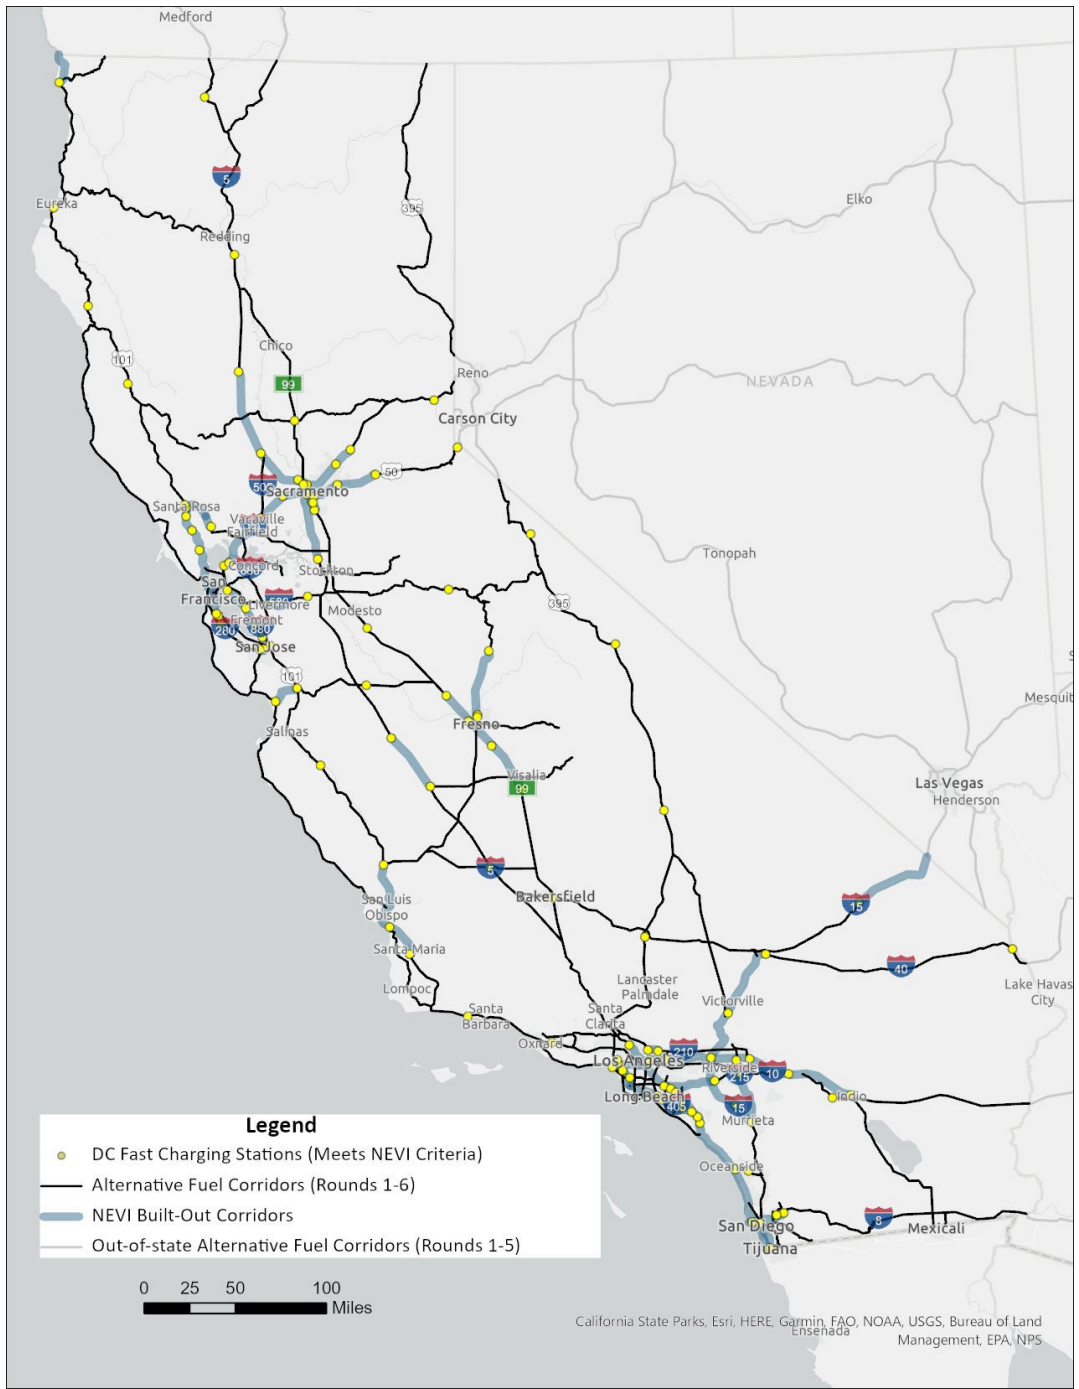 Medford
5
Eureka
395
Elko
Redding
Chico
101
99
Reno
NEVADA
Carson City
50
Sacramento
Santa Rosa
Vacaville
Fairfield
Concord
Stockton
Tonopah
San
Francisco
Livermore
580
395
Modesto
Fremont
280
880
San Jose
101
Mesquit
Salinas
Fresno
Visalia
99
Las Vegas
Henderson
5
Bakersfield
15
San Luis
Obispo
Santa Maria
40
Lancaster
Palmdale
Lake Havas
City
Lompoc
Victorville
Santa
Barbara
Santa
Clarita
Oxnard
Los Angeles
210
Riverside
215
10
Long Beach
405
15
Indio
Murrieta
Oceanside
San Diego
8
Mexicali
Tijuana
Legend
DC Fast Charging Stations (Meets NEVI Criteria)
Alternative Fuel Corridors (Rounds 1-6)
NEVI Built-Out Corridors
Out-of-state Alternative Fuel Corridors (Rounds 1-5)
0 25 50 100
Miles
California State Parks, Esri, HERE, Garmin, FAO, NOAA, USGS, Bureau of Land
Management, EPA, NPS
Ensenada